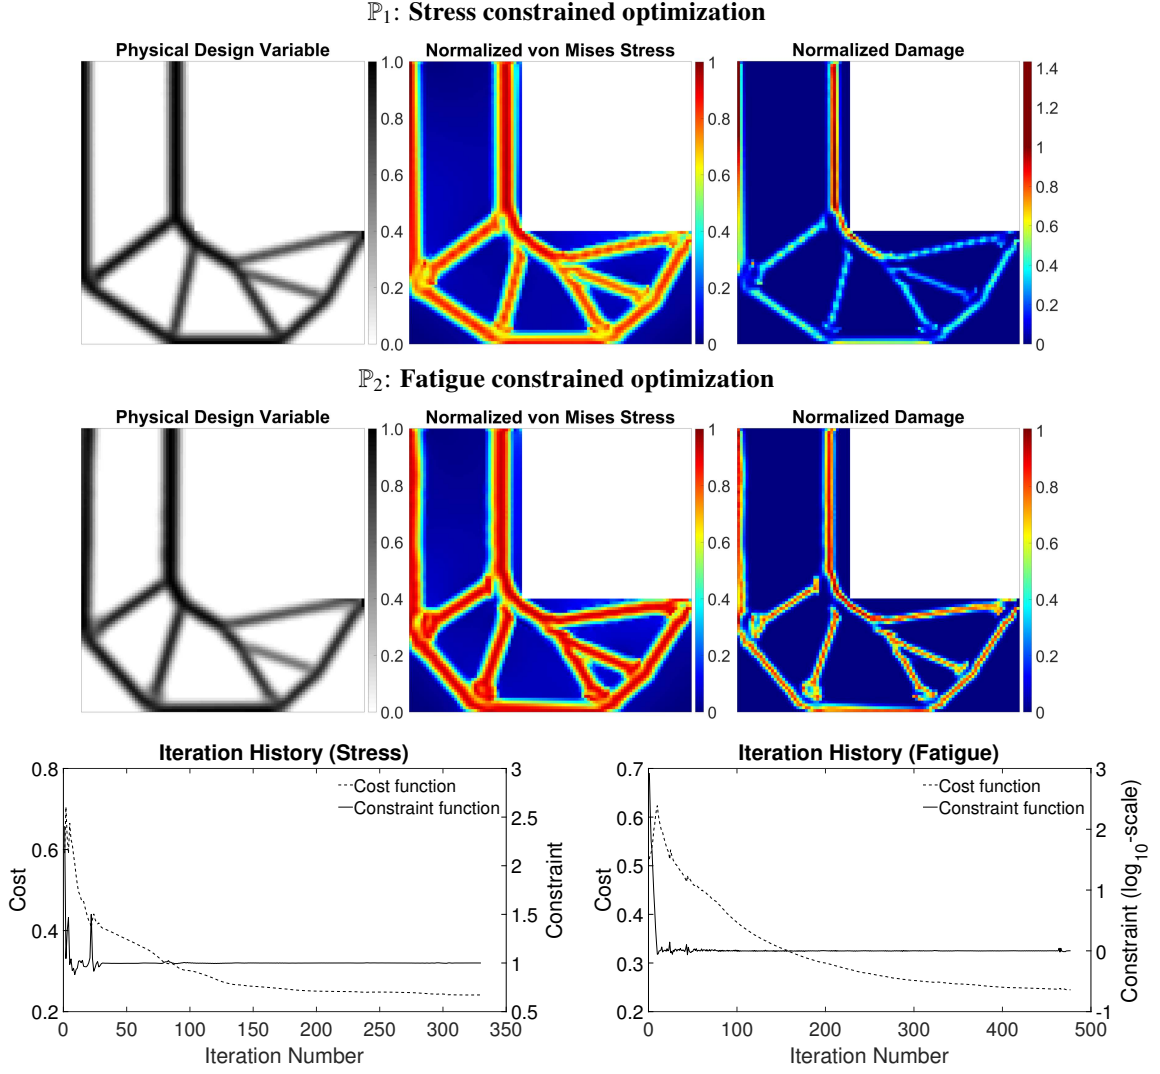 ℙ₁: Stress constrained optimization
Physical Design Variable
Normalized von Mises Stress
Normalized Damage
1.0
0.8
0.6
0.4
0.2
0.0
1
0.8
0.6
0.4
0.2
0
1.4
1.2
1
0.8
0.6
0.4
0.2
0
ℙ₂: Fatigue constrained optimization
Physical Design Variable
Normalized von Mises Stress
Normalized Damage
1.0
0.8
0.6
0.4
0.2
0.0
1
0.8
0.6
0.4
0.2
0
1
0.8
0.6
0.4
0.2
0
Iteration History (Stress)
Cost function
Constraint function
Cost
0.8
0.6
0.4
0.2
Constraint
3
2.5
2
1.5
1
0.5
0 50 100 150 200 250 300 350
Iteration Number
Iteration History (Fatigue)
Cost function
Constraint function
Cost
0.7
0.6
0.5
0.4
0.3
0.2
Constraint (log₁₀-scale)
3
2
1
0
-1
0 100 200 300 400 500
Iteration Number